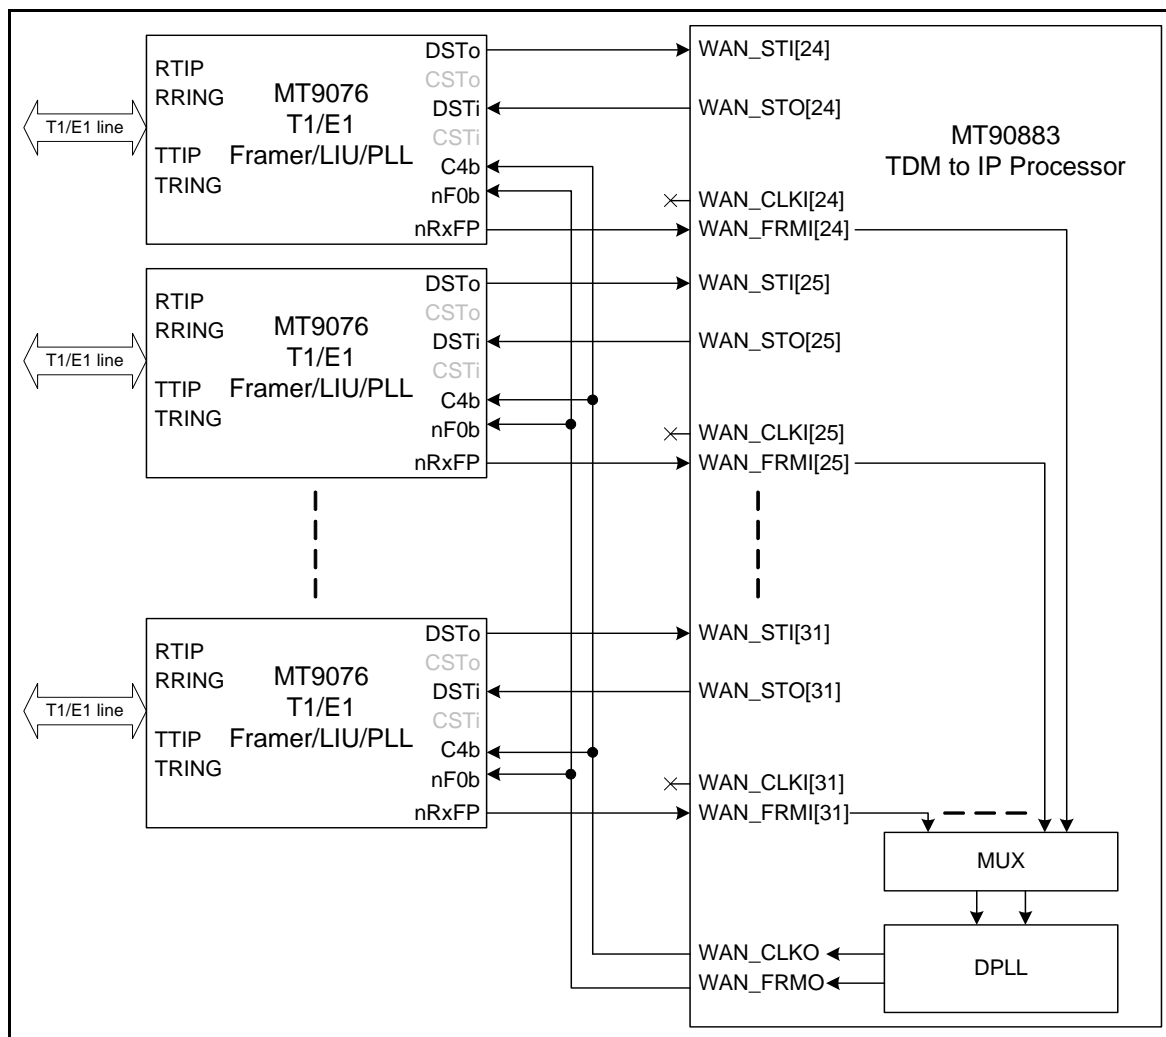 T1/E1 line
RTIP
RRING
TTIP
TRING
MT9076
T1/E1
Framer/LIU/PLL
DSTo
CSTo
DSTi
CSTi
C4b
nF0b
nRxFP
T1/E1 line
RTIP
RRING
TTIP
TRING
MT9076
T1/E1
Framer/LIU/PLL
DSTo
CSTo
DSTi
CSTi
C4b
nF0b
nRxFP
T1/E1 line
RTIP
RRING
TTIP
TRING
MT9076
T1/E1
Framer/LIU/PLL
DSTo
CSTo
DSTi
CSTi
C4b
nF0b
nRxFP
WAN_STI[24]
WAN_STO[24]
WAN_CLKI[24]
WAN_FRMI[24]
WAN_STI[25]
WAN_STO[25]
WAN_CLKI[25]
WAN_FRMI[25]
WAN_STI[31]
WAN_STO[31]
WAN_CLKI[31]
WAN_FRMI[31]
WAN_CLKO
WAN_FRMO
MT90883
TDM to IP Processor
MUX
DPLL